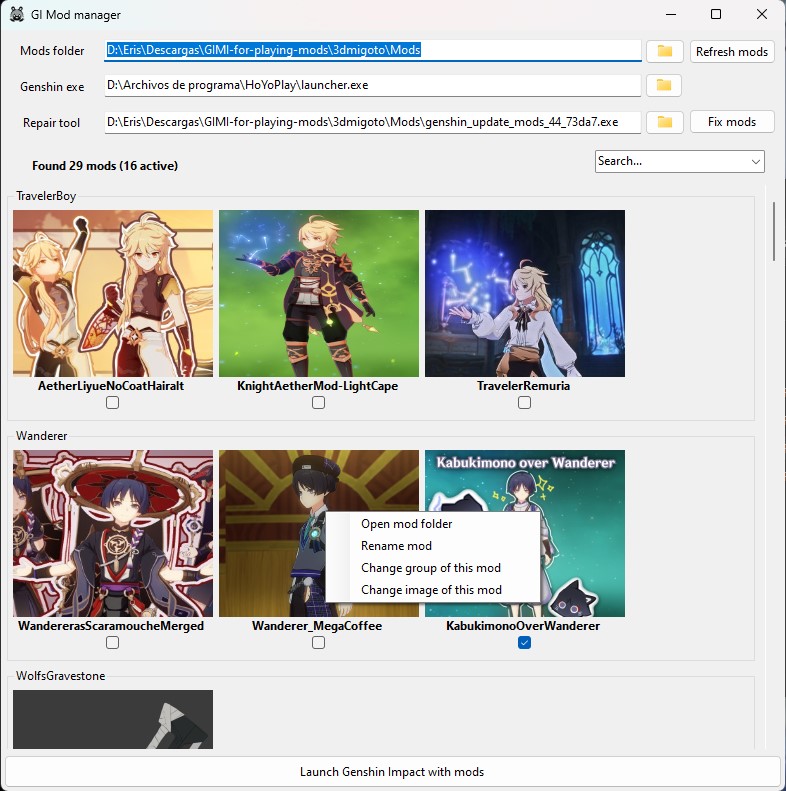 GI Mod manager
Mods folder
D:\Eris\Descargas\GIMI-for-playing-mods\3dmigoto\Mods
Refresh mods
Genshin exe
D:\Archivos de programa\HoYoPlay\launcher.exe
Repair tool
D:\Eris\Descargas\GIMI-for-playing-mods\3dmigoto\Mods\genshin_update_mods_44_73da7.exe
Fix mods
Found 29 mods (16 active)
Search...
TravelerBoy
AetherLiyueNoCoatHairalt
KnightAetherMod-LightCape
TravelerRemuria
Wanderer
Kabukimono over Wanderer
Open mod folder
Rename mod
Change group of this mod
Change image of this mod
WandererasScaramoucheMerged
Wanderer_MegaCoffee
KabukimonoOverWanderer
WolfsGravestone
Launch Genshin Impact with mods